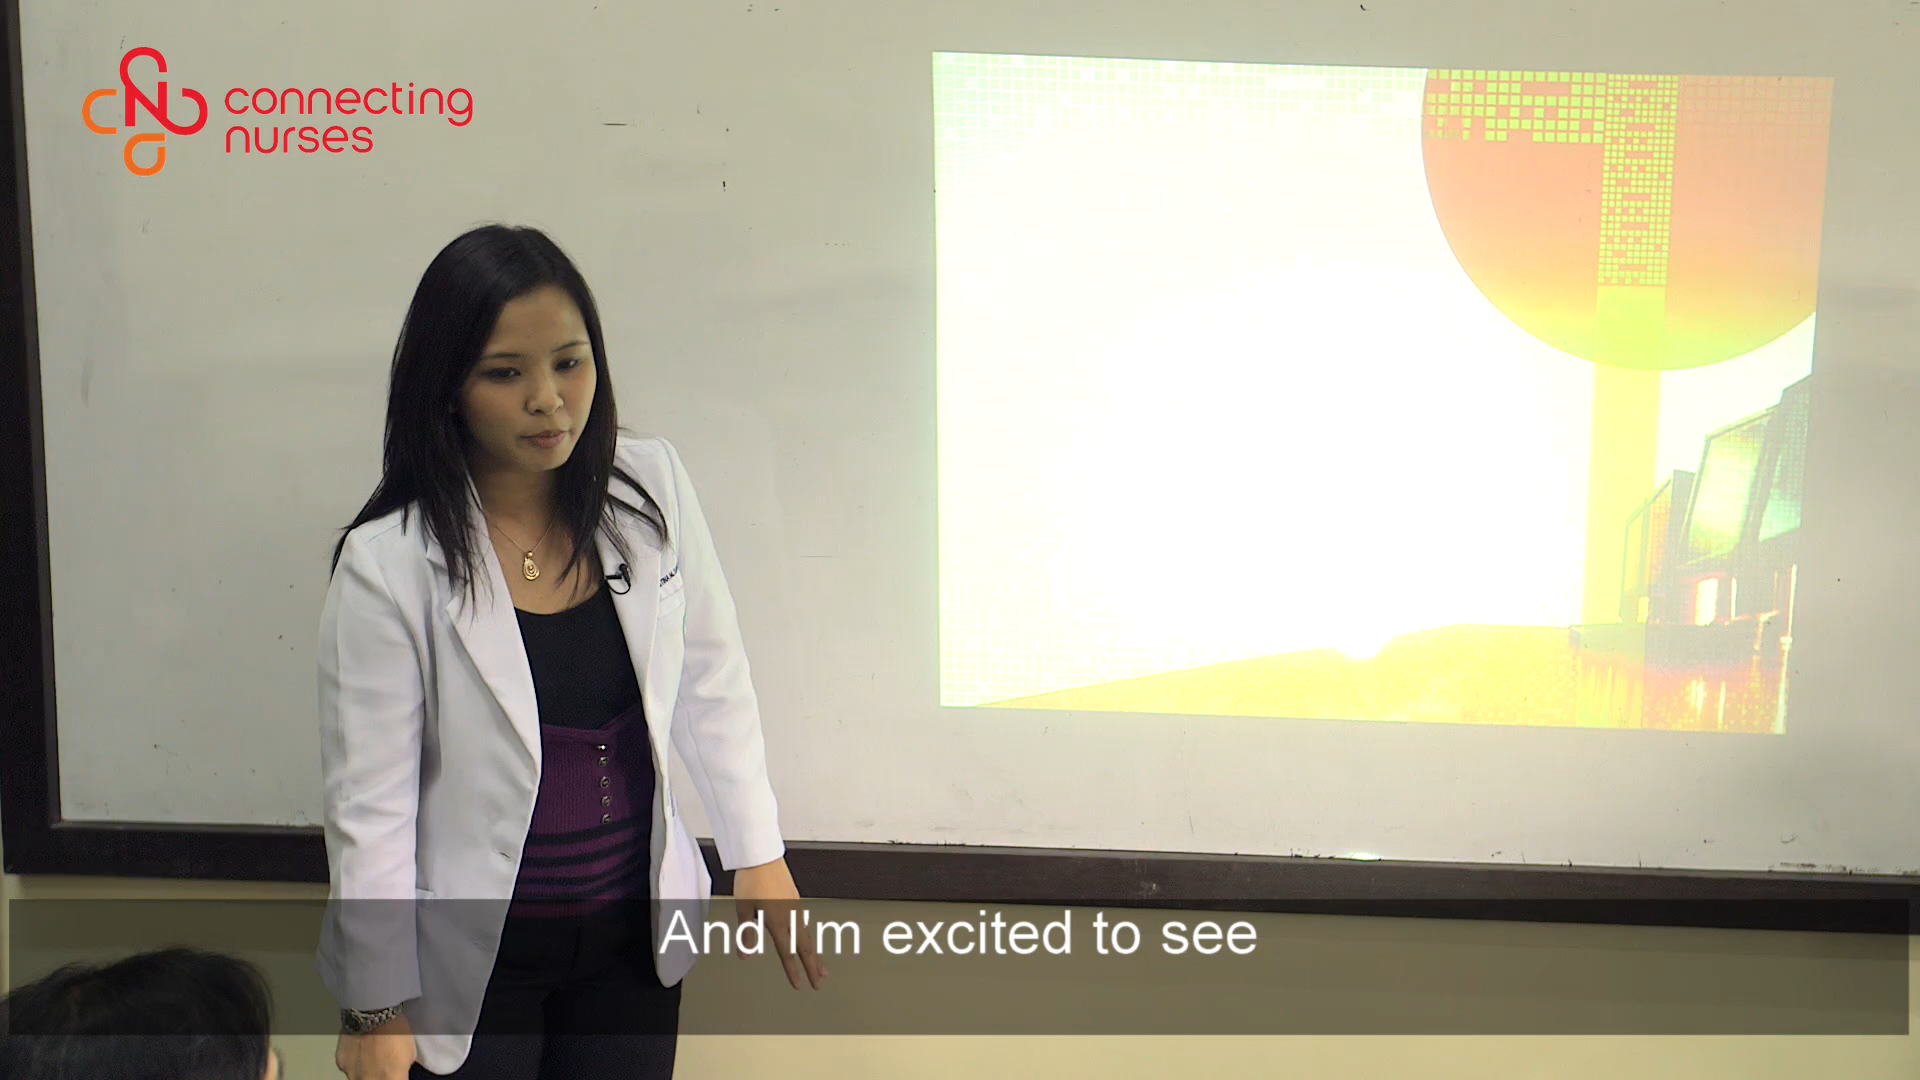 connecting
nurses
And I'm excited to see